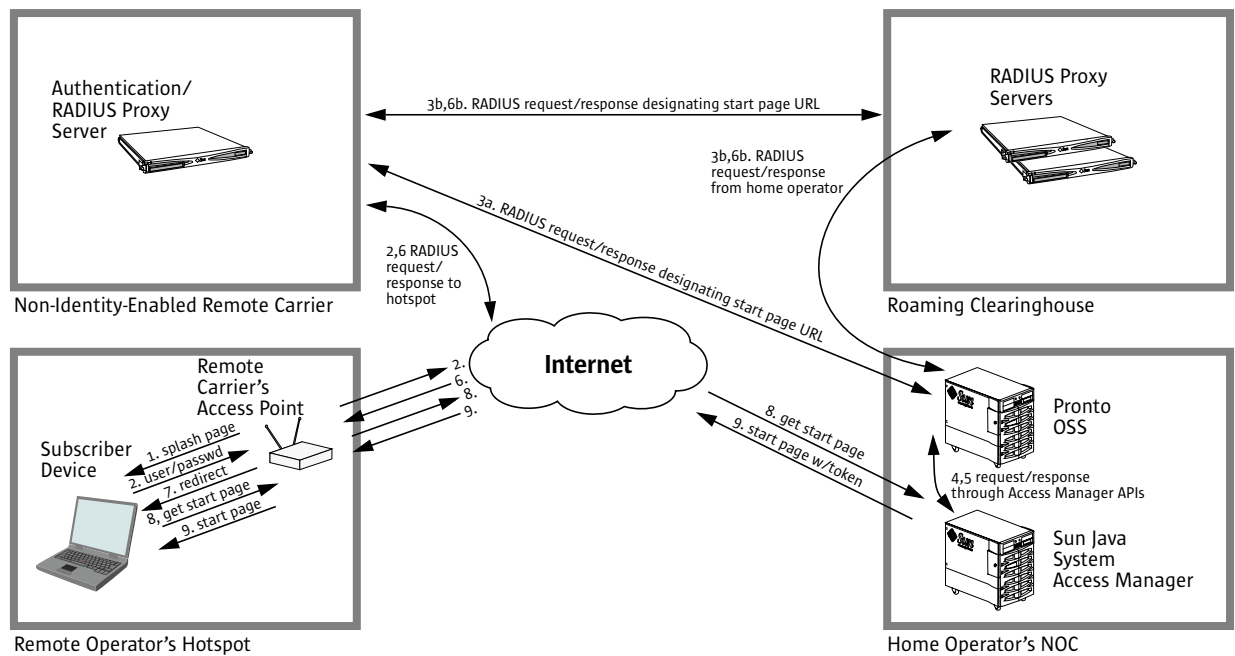 Authentication/
RADIUS Proxy
Server
Non-Identity-Enabled Remote Carrier
3b,6b. RADIUS request/response designating start page URL
RADIUS Proxy
Servers
Roaming Clearinghouse
3b,6b. RADIUS
request/response
from home operator
3a. RADIUS request/response designating start page URL
2,6 RADIUS
request/
response to
hotspot
Internet
Remote
Carrier's
Access Point
Subscriber
Device
1. splash page
2. user/passwd
7. redirect
8, get start page
9. start page
2.
6.
8.
9.
Remote Operator's Hotspot
8. get start page
9. start page w/token
Sun
Pronto
OSS
4,5 request/response
through Access Manager APIs
Sun
Sun Java
System
Access Manager
Home Operator's NOC